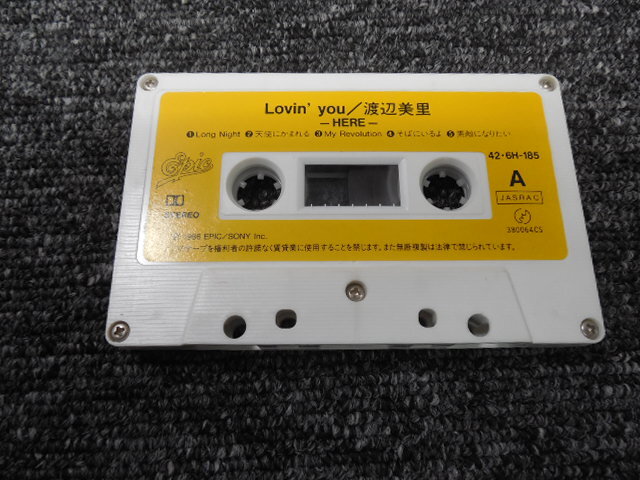 Lovin' you／渡辺美里
—HERE—
❶Long Night ❷天使にかまれる ❸My Revolution ❹そばにいるよ ❺素敵になりたい
Epic
42・6H-185
A
JASRAC
STEREO
380064CS
1986 EPIC／SONY Inc.
テープを権利者の許諾なく賃貸業に使用することを禁じます。また無断複製は法律で禁じられています。